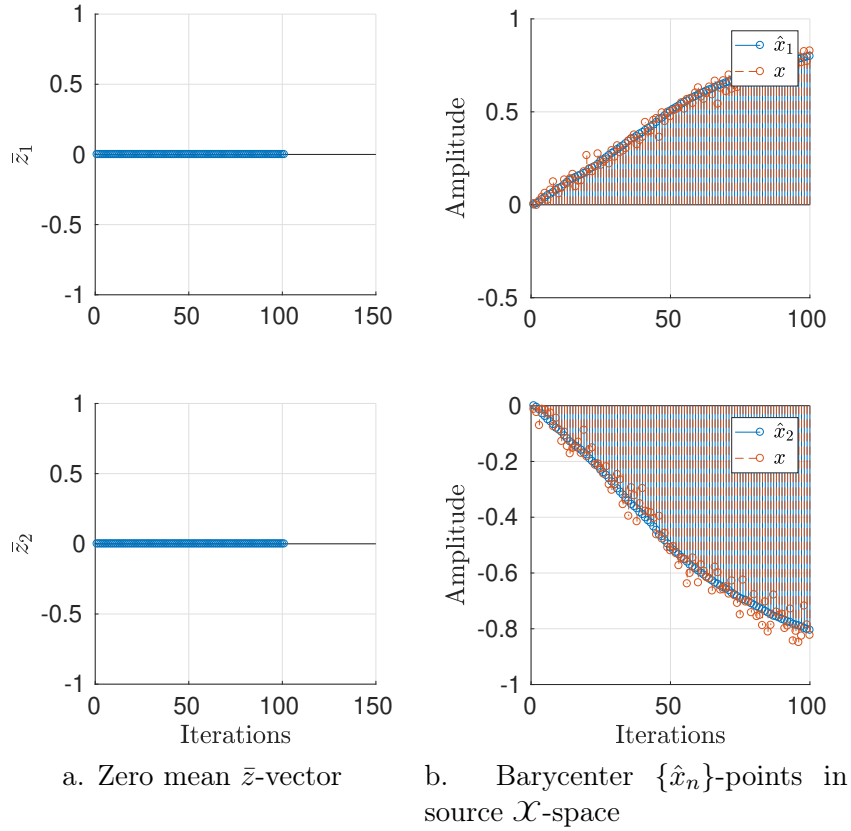 1
0.5
0
-0.5
-1
z̄₁
0 50 100 150
1
0.5
0
-0.5
Amplitude
0 50 100
x̂₁
x
1
0.5
0
-0.5
-1
z̄₂
0 50 100 150
Iterations
0
-0.2
-0.4
-0.6
-0.8
-1
Amplitude
0 50 100
Iterations
x̂₂
x
a. Zero mean z̄-vector
b. Barycenter {x̂ₙ}-points in
source 𝒳-space